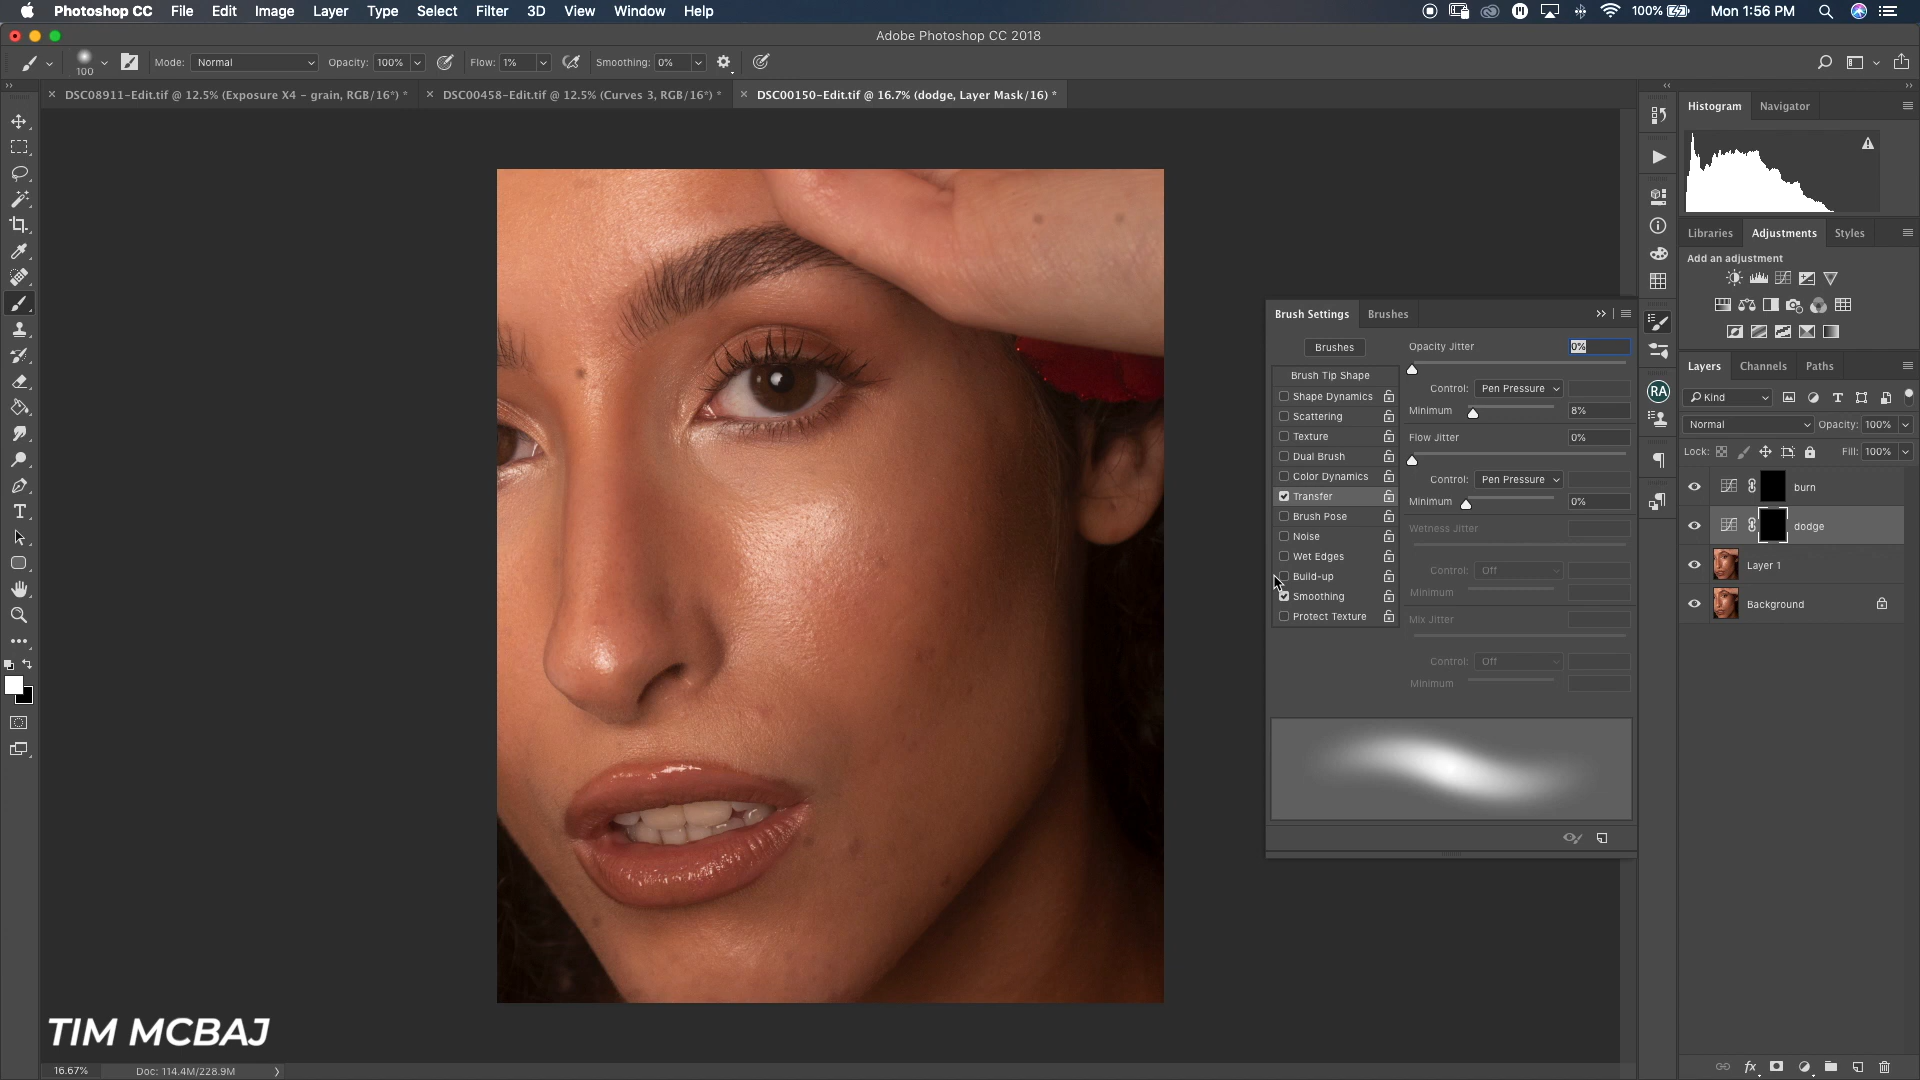 Photoshop CC File Edit Image Layer Type Select Filter 3D View Window Help 100% Mon 1:56 PM
Adobe Photoshop CC 2018
100 Mode: Normal Opacity: 100% Flow: 1% Smoothing: 0%
DSC08911-Edit.tif @ 12.5% (Exposure X4 - grain, RGB/16*) * DSC00458-Edit.tif @ 12.5% (Curves 3, RGB/16*) * DSC00150-Edit.tif @ 16.7% (dodge, Layer Mask/16) *
Histogram Navigator
Libraries Adjustments Styles
Add an adjustment
Brush Settings Brushes
Brushes
Brush Tip Shape
Shape Dynamics
Scattering
Texture
Dual Brush
Color Dynamics
Transfer
Brush Pose
Noise
Wet Edges
Build-up
Smoothing
Protect Texture
Opacity Jitter 0%
Control: Pen Pressure
Minimum 8%
Flow Jitter 0%
Control: Pen Pressure
Minimum 0%
Wetness Jitter
Control: Off
Minimum
Mix Jitter
Control: Off
Minimum
RA
Layers Channels Paths
Kind
Normal Opacity: 100%
Lock: Fill: 100%
burn
dodge
Layer 1
Background
TIM MCBAJ
16.67% Doc: 114.4M/228.9M